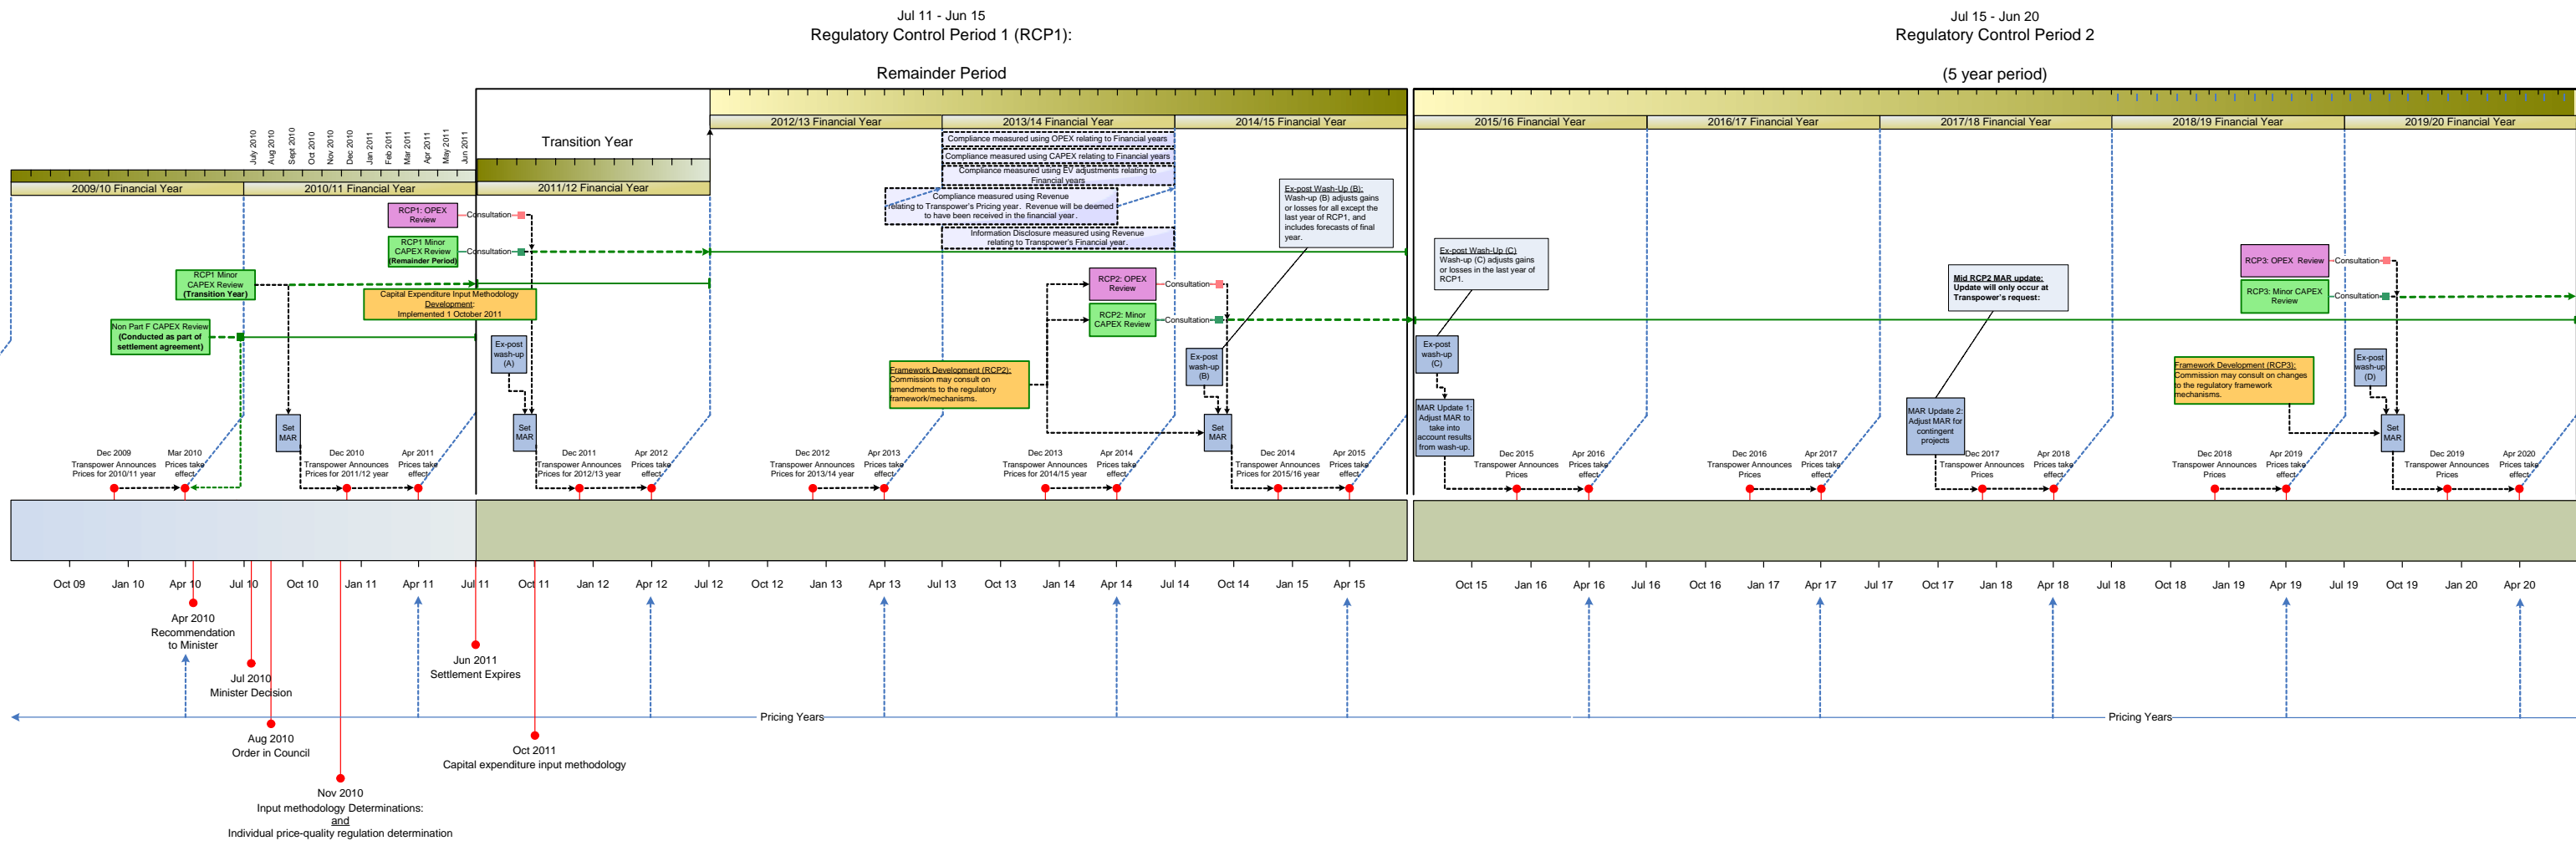 Jul 11 - Jun 15
Regulatory Control Period 1 (RCP1):
Remainder Period
Jul 15 - Jun 20
Regulatory Control Period 2
(5 year period)
2012/13 Financial Year
2013/14 Financial Year
2014/15 Financial Year
2015/16 Financial Year
2016/17 Financial Year
2017/18 Financial Year
2018/19 Financial Year
2019/20 Financial Year
Transition Year
July 2010
Aug 2010
Sept 2010
Oct 2010
Nov 2010
Dec 2010
Jan 2011
Feb 2011
Mar 2011
Apr 2011
May 2011
Jun 2011
2009/10 Financial Year
2010/11 Financial Year
2011/12 Financial Year
Compliance measured using OPEX relating to Financial years
Compliance measured using CAPEX relating to Financial years
Compliance measured using EV adjustments relating to
Financial years
Compliance measured using Revenue
relating to Transpower's Pricing year. Revenue will be deemed
to have been received in the financial year.
Information Disclosure measured using Revenue
relating to Transpower's Financial year.
RCP1: OPEX
Review
Consultation
RCP1 Minor
CAPEX Review
(Remainder Period)
Consultation
RCP1 Minor
CAPEX Review
(Transition Year)
Capital Expenditure Input Methodology
Development:
Implemented 1 October 2011
Non Part F CAPEX Review
(Conducted as part of
settlement agreement)
Ex-post
wash-up
(A)
Set
MAR
Set
MAR
Ex-post Wash-Up (B):
Wash-up (B) adjusts gains
or losses for all except the
last year of RCP1, and
includes forecasts of final
year.
RCP2: OPEX
Review
Consultation
RCP2: Minor
CAPEX Review
Consultation
Framework Development (RCP2):
Commission may consult on
amendments to the regulatory
framework/mechanisms.
Ex-post
wash-up
(B)
Set
MAR
Ex-post Wash-Up (C)
Wash-up (C) adjusts gains
or losses in the last year of
RCP1.
Ex-post
wash-up
(C)
MAR Update 1:
Adjust MAR to
take into
account results
from wash-up.
Mid RCP2 MAR update:
Update will only occur at
Transpower's request:
MAR Update 2:
Adjust MAR for
contingent
projects
RCP3: OPEX Review
Consultation
RCP3: Minor CAPEX
Review
Consultation
Framework Development (RCP3):
Commission may consult on changes
to the regulatory framework
mechanisms.
Ex-post
wash-up
(D)
Set
MAR
Dec 2009
Transpower Announces
Prices for 2010/11 year
Mar 2010
Prices take
effect
Dec 2010
Transpower Announces
Prices for 2011/12 year
Apr 2011
Prices take
effect
Dec 2011
Transpower Announces
Prices for 2012/13 year
Apr 2012
Prices take
effect
Dec 2012
Transpower Announces
Prices for 2013/14 year
Apr 2013
Prices take
effect
Dec 2013
Transpower Announces
Prices for 2014/15 year
Apr 2014
Prices take
effect
Dec 2014
Transpower Announces
Prices for 2015/16 year
Apr 2015
Prices take
effect
Dec 2015
Transpower Announces
Prices
Apr 2016
Prices take
effect
Dec 2016
Transpower Announces
Prices
Apr 2017
Prices take
effect
Dec 2017
Transpower Announces
Prices
Apr 2018
Prices take
effect
Dec 2018
Transpower Announces
Prices
Apr 2019
Prices take
effect
Dec 2019
Transpower Announces
Prices
Apr 2020
Prices take
effect
Oct 09
Jan 10
Apr 10
Jul 10
Oct 10
Jan 11
Apr 11
Jul 11
Oct 11
Jan 12
Apr 12
Jul 12
Oct 12
Jan 13
Apr 13
Jul 13
Oct 13
Jan 14
Apr 14
Jul 14
Oct 14
Jan 15
Apr 15
Oct 15
Jan 16
Apr 16
Jul 16
Oct 16
Jan 17
Apr 17
Jul 17
Oct 17
Jan 18
Apr 18
Jul 18
Oct 18
Jan 19
Apr 19
Jul 19
Oct 19
Jan 20
Apr 20
Apr 2010
Recommendation
to Minister
Jul 2010
Minister Decision
Aug 2010
Order in Council
Nov 2010
Input methodology Determinations:
and
Individual price-quality regulation determination
Jun 2011
Settlement Expires
Oct 2011
Capital expenditure input methodology
Pricing Years
Pricing Years